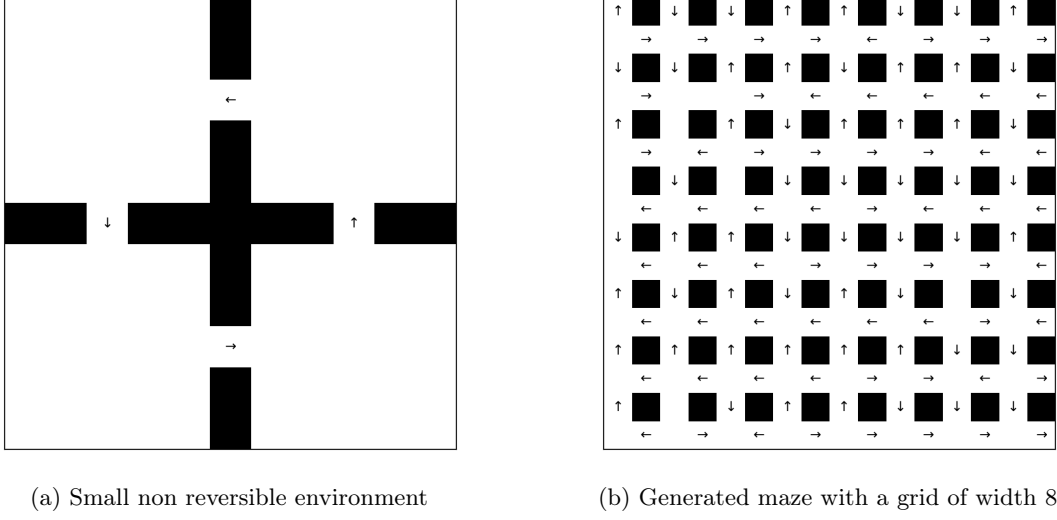 (a) Small non reversible environment
(b) Generated maze with a grid of width 8